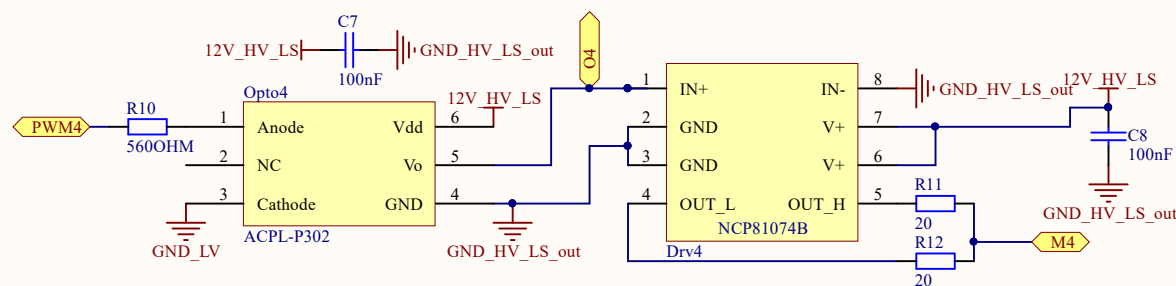 C7
12V_HV_LS
GND_HV_LS_out
100nF
O4
Opto4
12V_HV_LS
PWM4
R10
560OHM
1
Anode
Vdd
6
2
NC
Vo
5
3
Cathode
GND
4
ACPL-P302
GND_LV
GND_HV_LS_out
1
IN+
IN-
8
GND_HV_LS_out
2
GND
V+
7
3
GND
V+
6
4
OUT_L
OUT_H
5
NCP81074B
Drv4
12V_HV_LS
C8
100nF
GND_HV_LS_out
R11
20
R12
20
M4